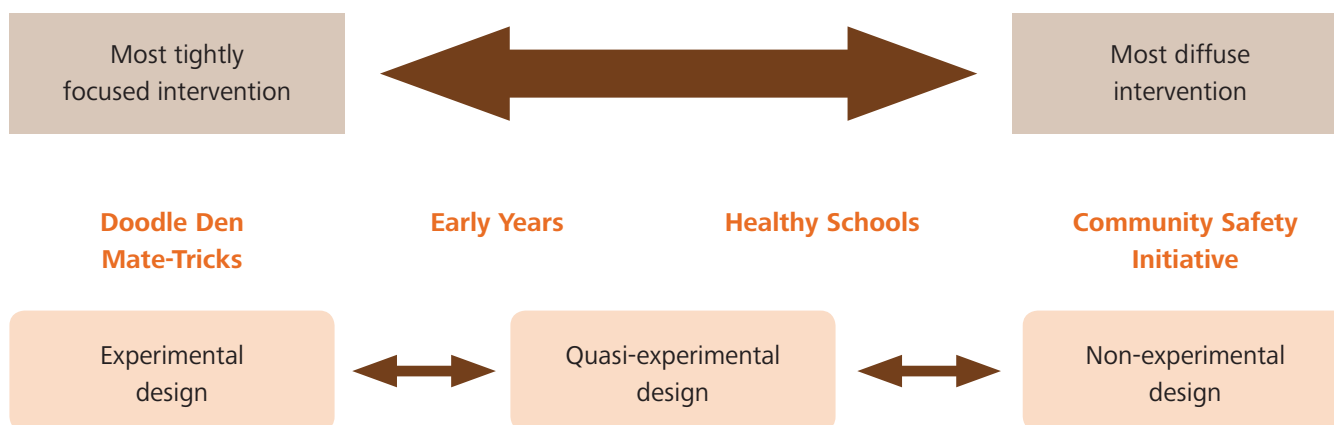 Most tightly
focused intervention
Most diffuse
intervention
Doodle Den
Mate-Tricks
Early Years
Healthy Schools
Community Safety
Initiative
Experimental
design
Quasi-experimental
design
Non-experimental
design